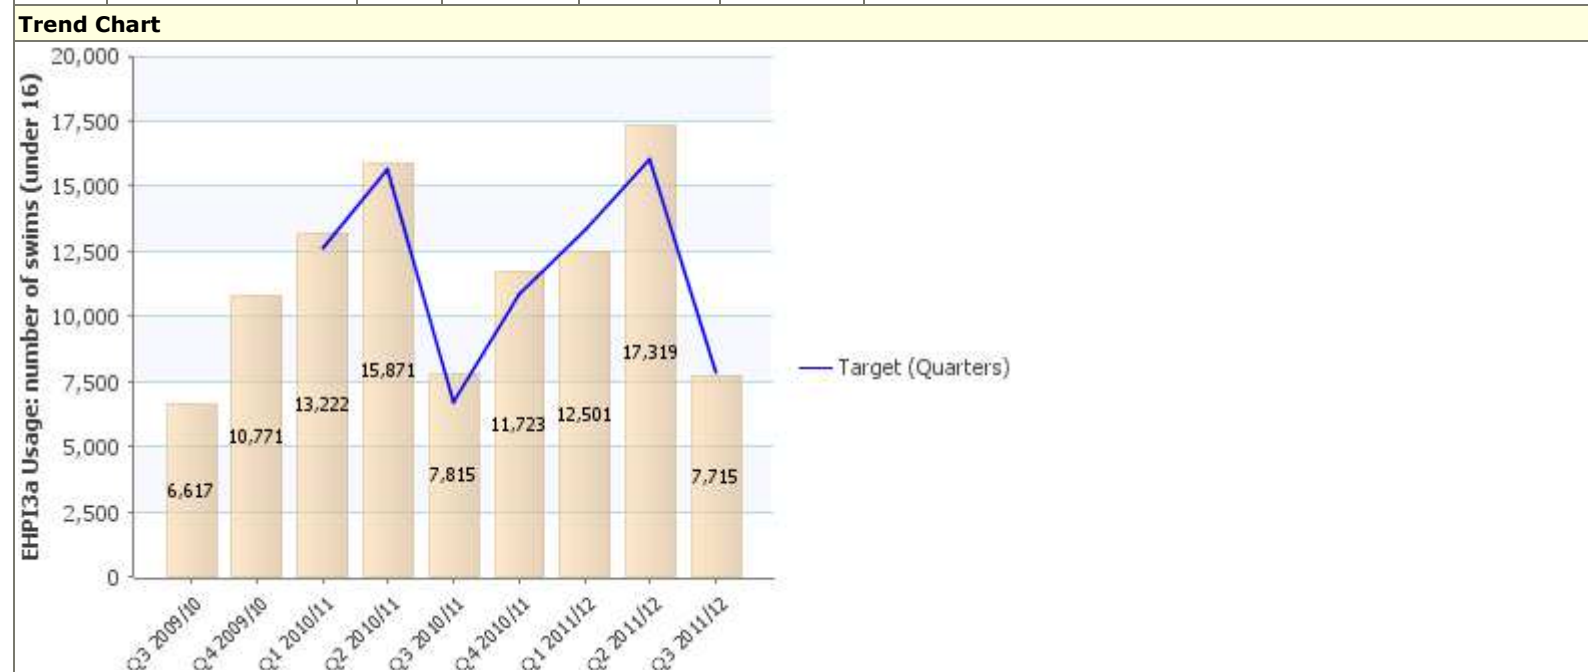 Trend Chart
EHPI3a Usage: number of swims (under 16)
20,000
17,500
15,000
12,500
10,000
7,500
5,000
2,500
0
6,617
10,771
13,222
15,871
7,815
11,723
12,501
17,319
7,715
Q3 2009/10
Q4 2009/10
Q1 2010/11
Q2 2010/11
Q3 2010/11
Q4 2010/11
Q1 2011/12
Q2 2011/12
Q3 2011/12
Target (Quarters)